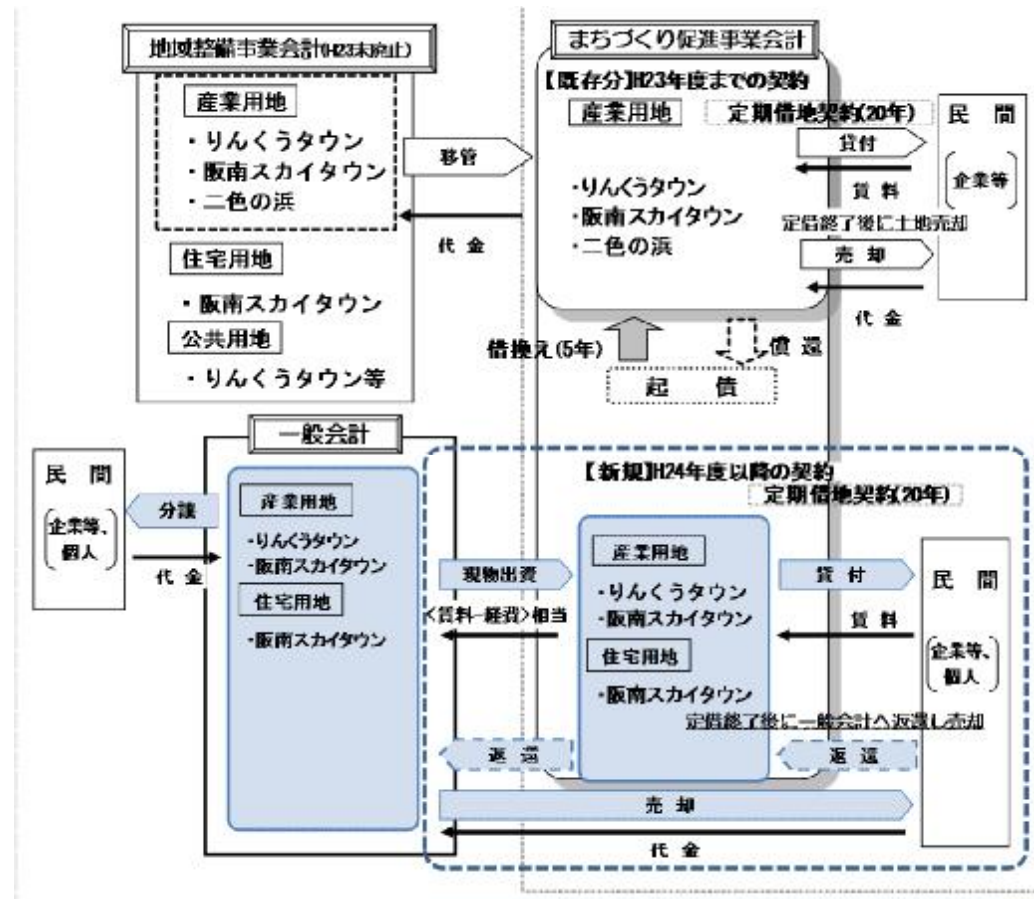 地域整備事業会計(H23末廃止)
産業用地
・りんくうタウン
・阪南スカイタウン
・二色の浜
住宅用地
・阪南スカイタウン
公共用地
・りんくうタウン等
移管
代 金
まちづくり促進事業会計
【既存分】H23年度までの契約
産業用地
定期借地契約(20年)
・りんくうタウン
・阪南スカイタウン
・二色の浜
貸付
賃 料
定借終了後に土地売却
売 却
代 金
民 間
企業等
借換え(5年)
償 還
起 債
一般会計
民 間
企業等、
個人
分譲
代 金
産業用地
・りんくうタウン
・阪南スカイタウン
住宅用地
・阪南スカイタウン
【新規】H24年度以降の契約
定期借地契約(20年)
現物出資
<賃料-経費>相当
産業用地
・りんくうタウン
・阪南スカイタウン
住宅用地
・阪南スカイタウン
貸 付
賃 料
民 間
企業等、
個人
定借終了後に一般会計へ返還し売却
返 還
返 還
売 却
代 金